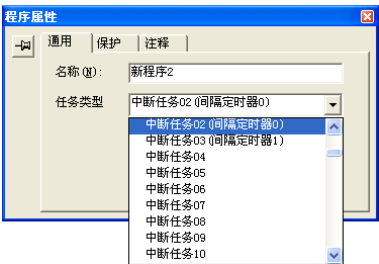 程序属性
通用 保护 注释
名称(N): 新程序2
任务类型 中断任务02(间隔定时器0)
中断任务02(间隔定时器0)
中断任务03(间隔定时器1)
中断任务04
中断任务05
中断任务06
中断任务07
中断任务08
中断任务09
中断任务10